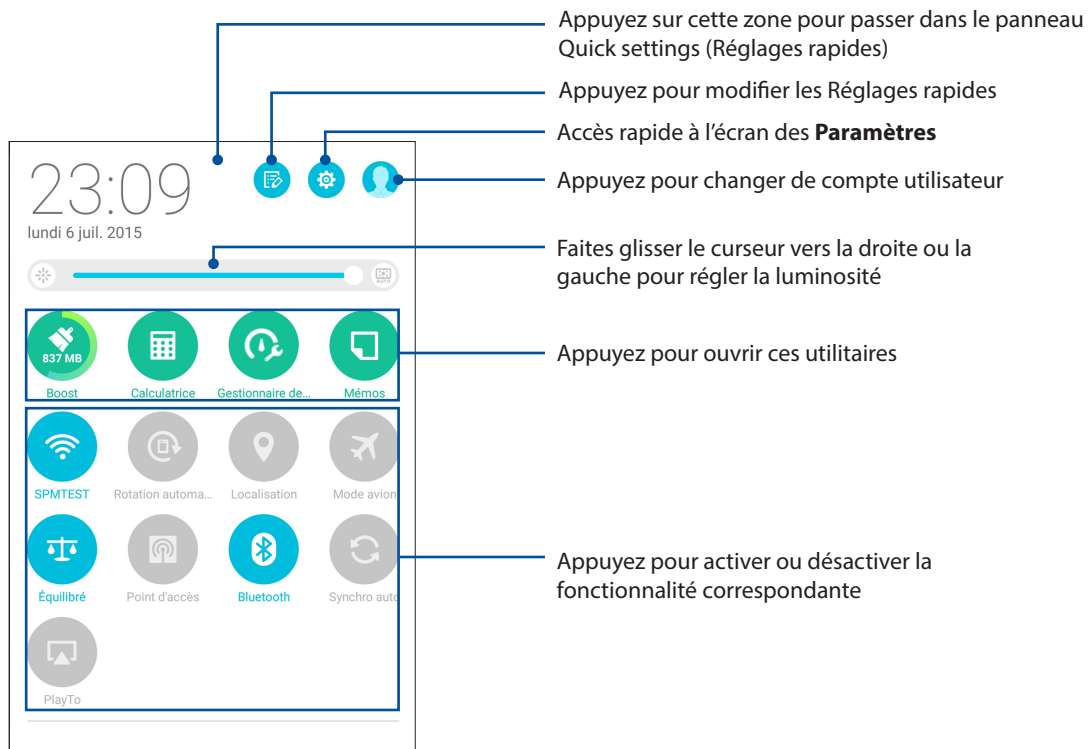 Appuyez sur cette zone pour passer dans le panneau
Quick settings (Réglages rapides)
Appuyez pour modifier les Réglages rapides
Accès rapide à l'écran des Paramètres
Appuyez pour changer de compte utilisateur
Faites glisser le curseur vers la droite ou la
gauche pour régler la luminosité
Appuyez pour ouvrir ces utilitaires
Appuyez pour activer ou désactiver la
fonctionnalité correspondante
23:09
lundi 6 juil. 2015
AUTO
837 MB
Boost Calculatrice Gestionnaire de... Mémos
SPMTEST Rotation automa... Localisation Mode avion
Équilibré Point d'accès Bluetooth Synchro auto
PlayTo